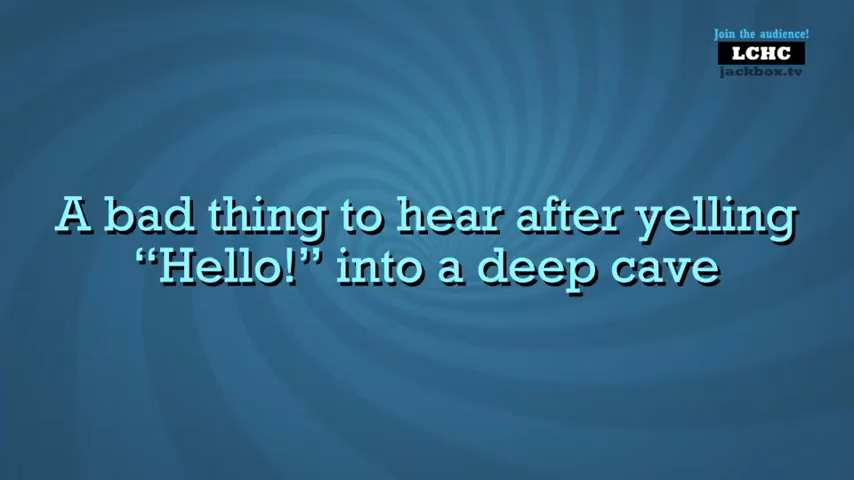 Join the audience!
LCHC
jackbox.tv
A bad thing to hear after yelling
“Hello!” into a deep cave